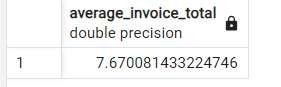 average_invoice_total
double precision
1 7.670081433224746